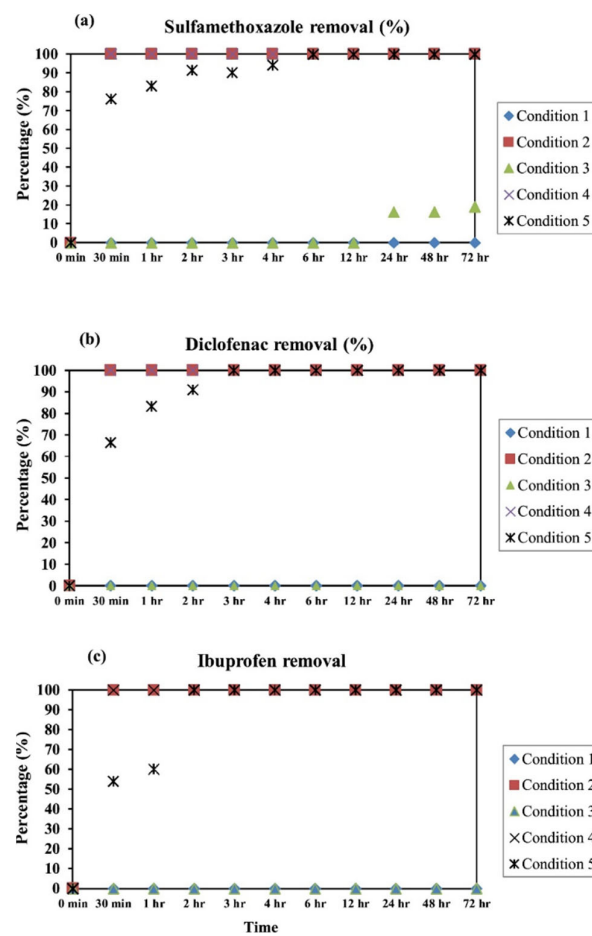 (a)
Sulfamethoxazole removal (%)
Percentage (%)
100
90
80
70
60
50
40
30
20
10
0
0 min 30 min 1 hr 2 hr 3 hr 4 hr 6 hr 12 hr 24 hr 48 hr 72 hr
Condition 1
Condition 2
Condition 3
Condition 4
Condition 5
(b)
Diclofenac removal (%)
Percentage (%)
100
90
80
70
60
50
40
30
20
10
0
0 min 30 min 1 hr 2 hr 3 hr 4 hr 6 hr 12 hr 24 hr 48 hr 72 hr
Condition 1
Condition 2
Condition 3
Condition 4
Condition 5
(c)
Ibuprofen removal
Percentage (%)
100
90
80
70
60
50
40
30
20
10
0
0 min 30 min 1 hr 2 hr 3 hr 4 hr 6 hr 12 hr 24 hr 48 hr 72 hr
Time
Condition 1
Condition 2
Condition 3
Condition 4
Condition 5